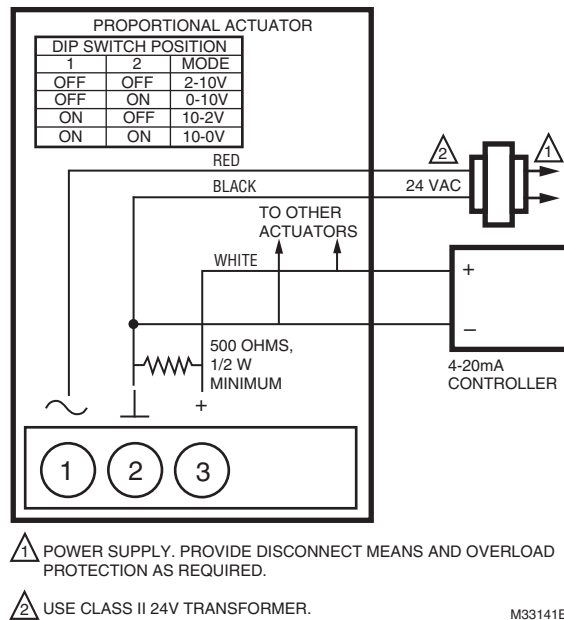 PROPORTIONAL ACTUATOR
DIP SWITCH POSITION
1 2 MODE
OFF OFF 2-10V
OFF ON 0-10V
ON OFF 10-2V
ON ON 10-0V
RED
2
1
BLACK
24 VAC
TO OTHER
ACTUATORS
WHITE
+
–
500 OHMS,
1/2 W
MINIMUM
+
4-20mA
CONTROLLER
1 2 3
1 POWER SUPPLY. PROVIDE DISCONNECT MEANS AND OVERLOAD
PROTECTION AS REQUIRED.
2 USE CLASS II 24V TRANSFORMER.
M33141B